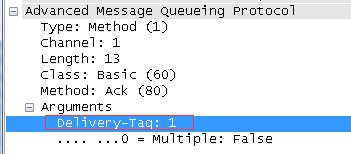 Advanced Message Queueing Protocol
Type: Method (1)
Channel: 1
Length: 13
Class: Basic (60)
Method: Ack (80)
Arguments
Delivery-Tag: 1
.... ...0 = Multiple: False